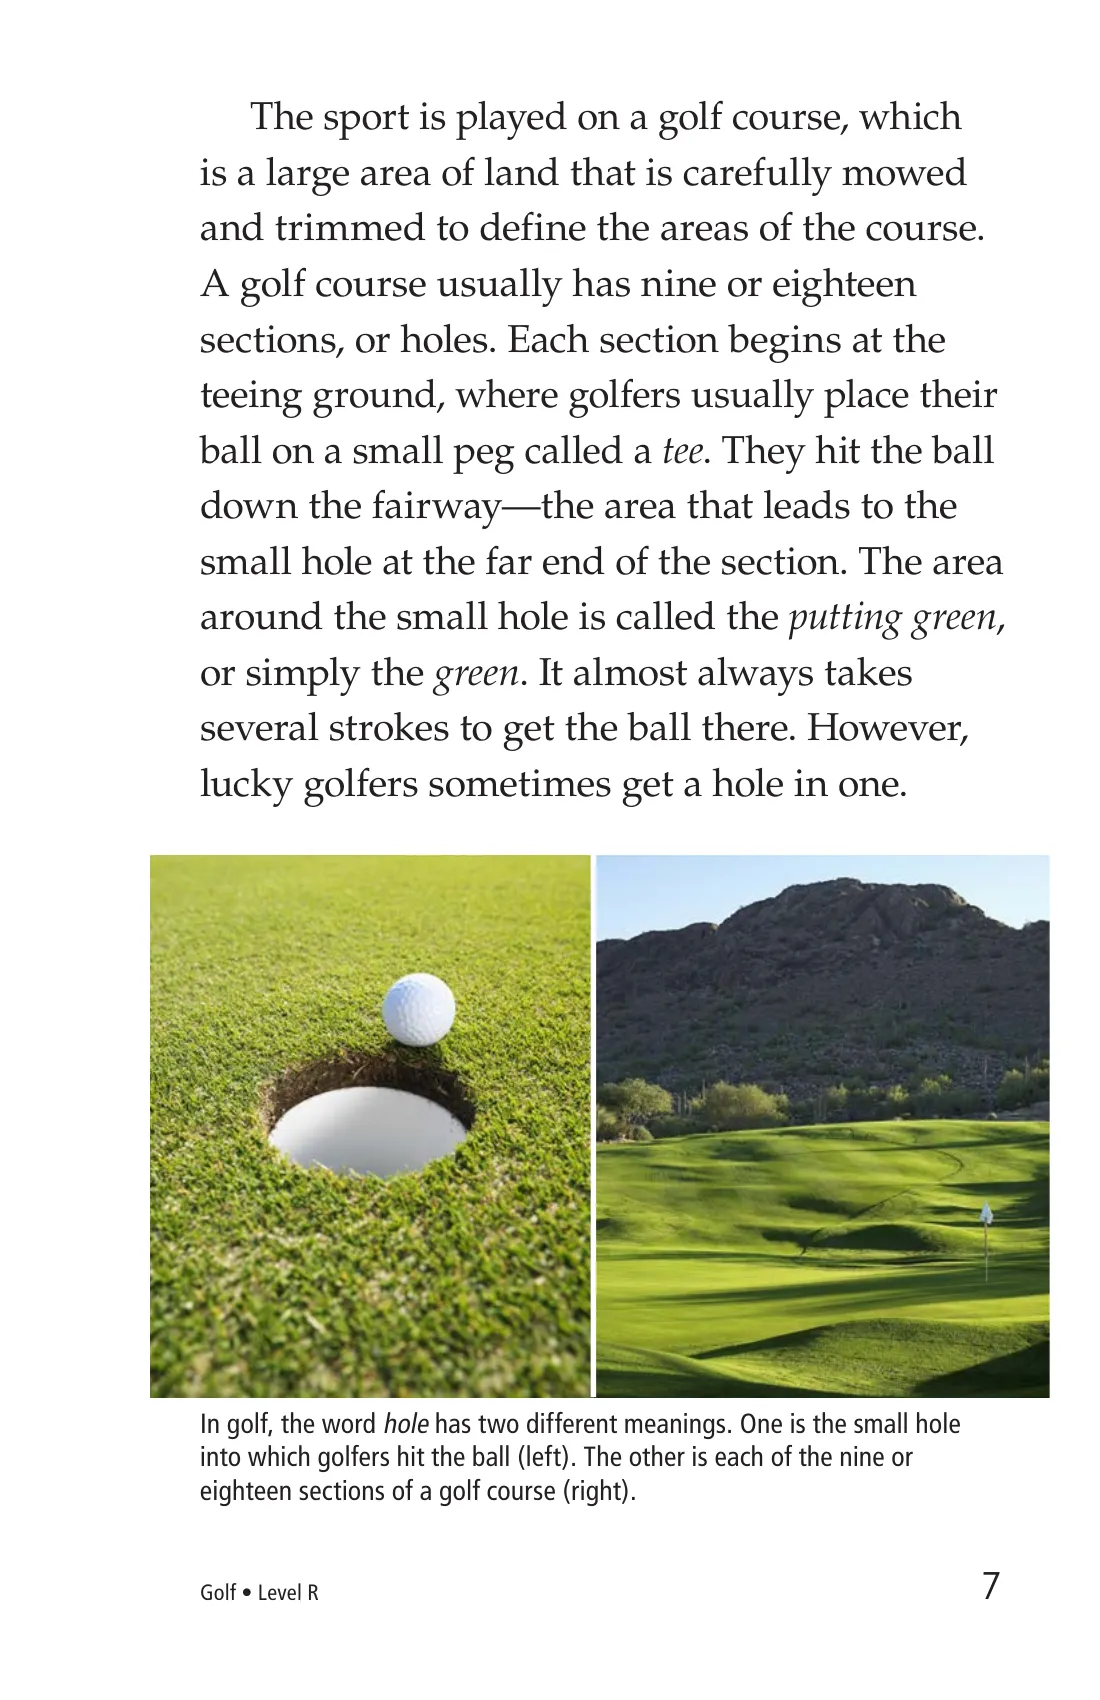 The sport is played on a golf course, which
is a large area of land that is carefully mowed
and trimmed to define the areas of the course.
A golf course usually has nine or eighteen
sections, or holes. Each section begins at the
teeing ground, where golfers usually place their
ball on a small peg called a tee. They hit the ball
down the fairway—the area that leads to the
small hole at the far end of the section. The area
around the small hole is called the putting green,
or simply the green. It almost always takes
several strokes to get the ball there. However,
lucky golfers sometimes get a hole in one.
In golf, the word hole has two different meanings. One is the small hole
into which golfers hit the ball (left). The other is each of the nine or
eighteen sections of a golf course (right).
Golf • Level R
7